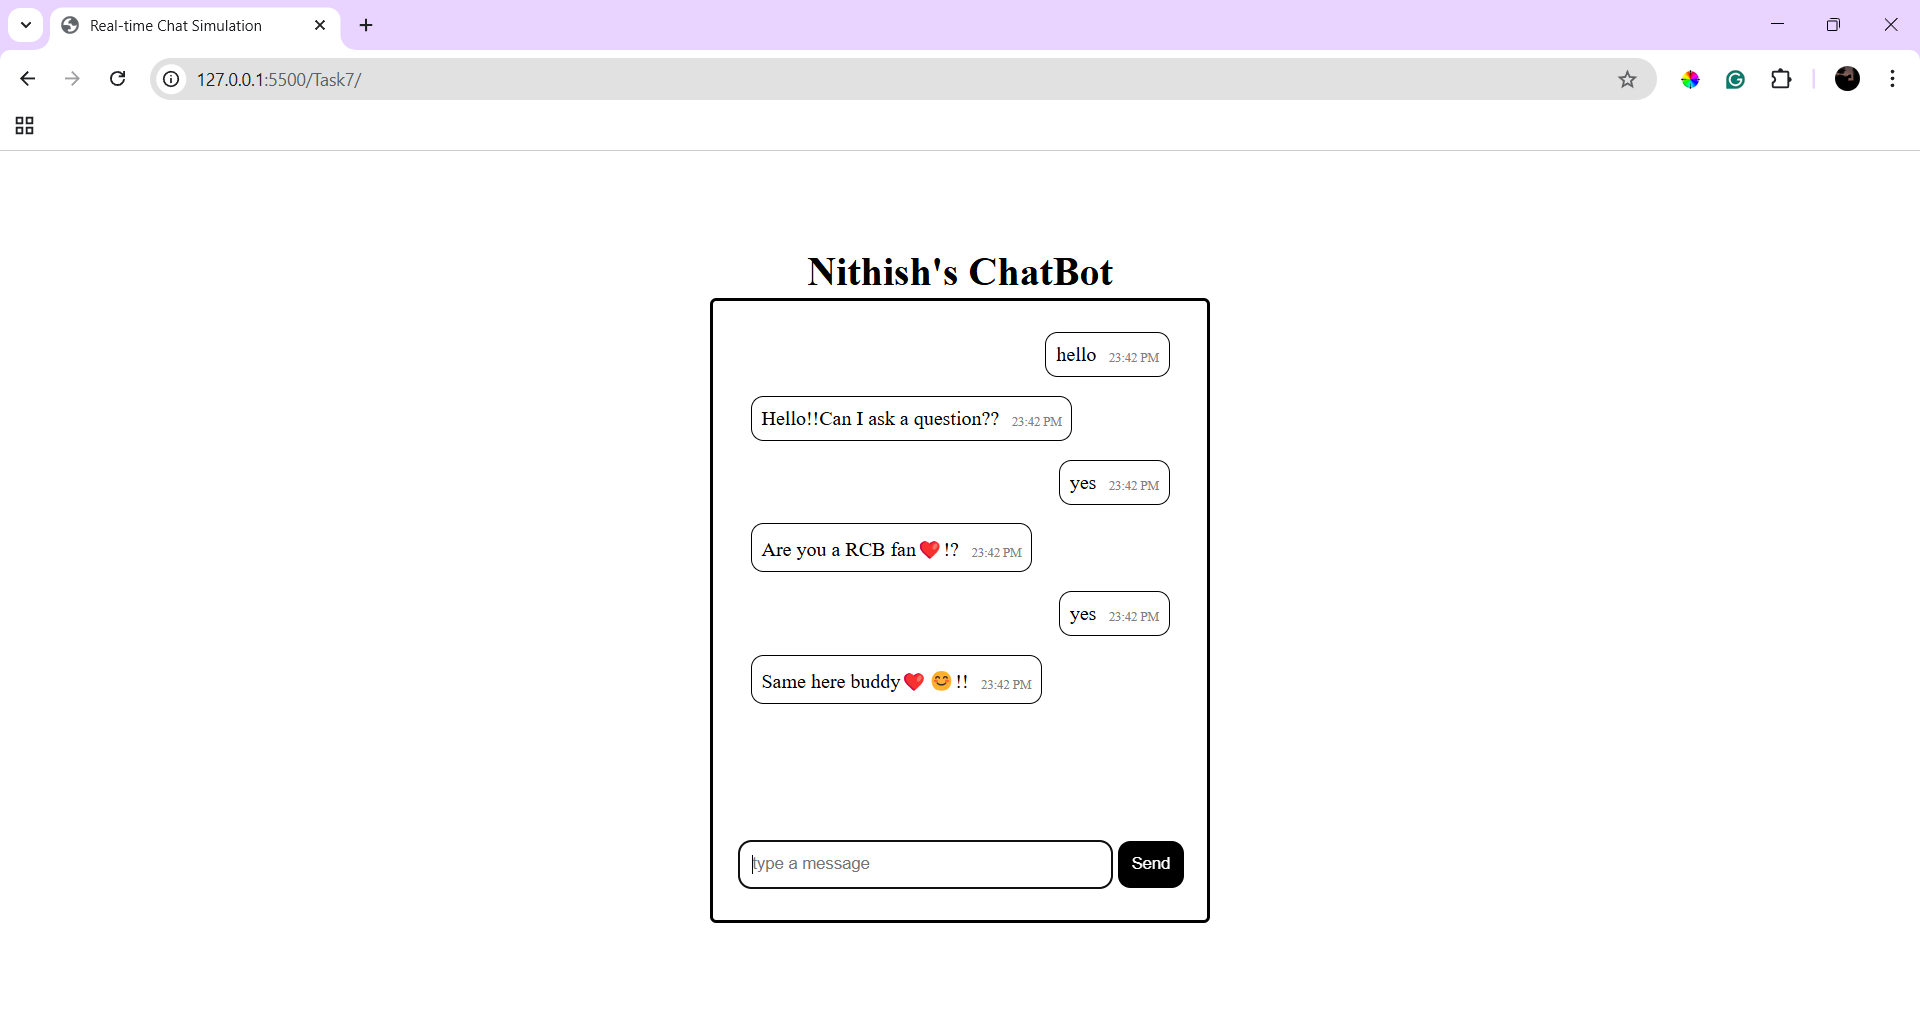 Real-time Chat Simulation
127.0.0.1:5500/Task7/
Nithish's ChatBot
hello 23:42 PM
Hello!!Can I ask a question?? 23:42 PM
yes 23:42 PM
Are you a RCB fan❤️!? 23:42 PM
yes 23:42 PM
Same here buddy❤️😊!! 23:42 PM
type a message
Send